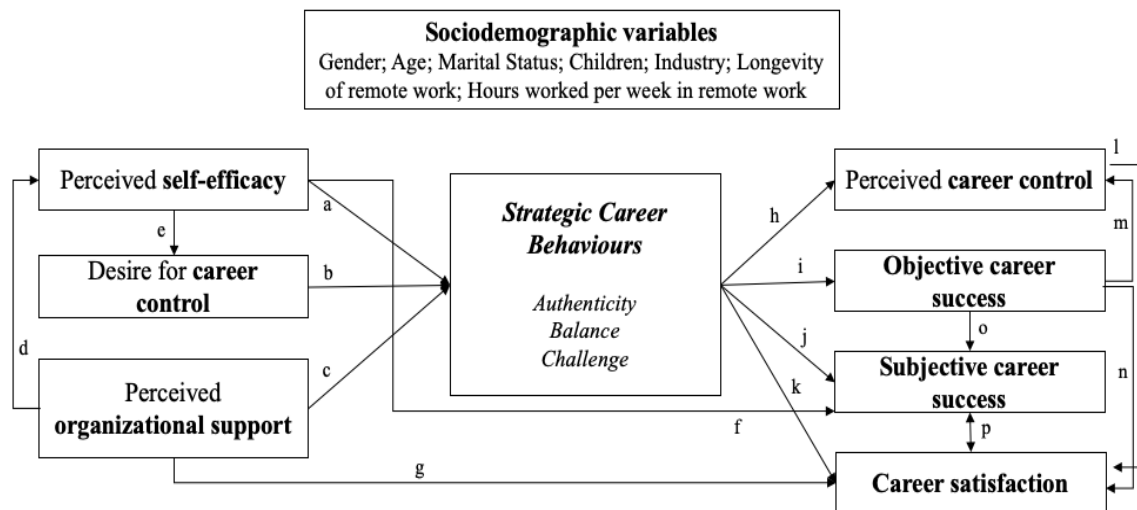 Sociodemographic variables
Gender; Age; Marital Status; Children; Industry; Longevity
of remote work; Hours worked per week in remote work
Perceived self-efficacy
e
Desire for career
control
d
Perceived
organizational support
a
b
c
Strategic Career
Behaviours
Authenticity
Balance
Challenge
f
g
h
i
j
k
Perceived career control
l
m
Objective career
success
o
n
Subjective career
success
p
Career satisfaction